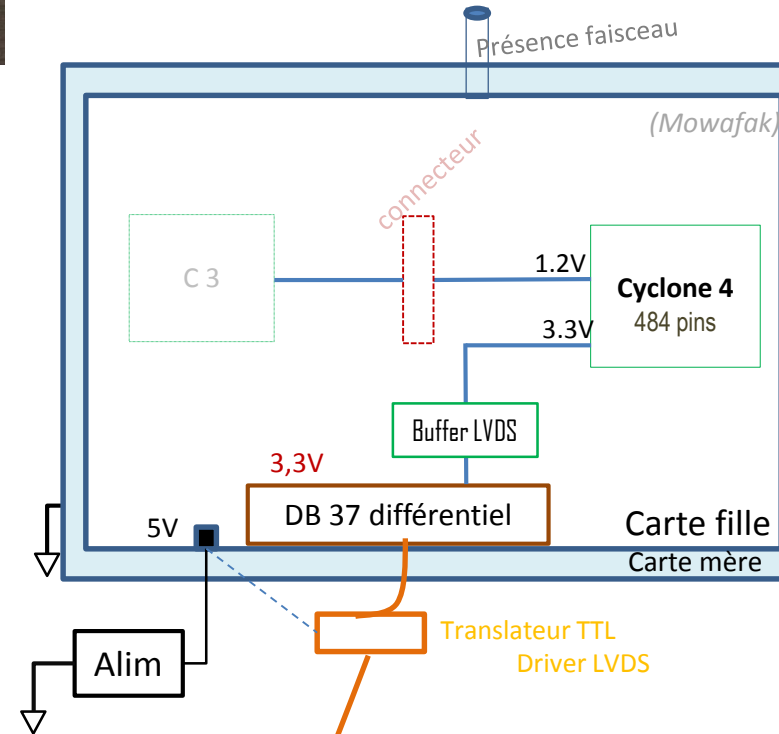 Présence faisceau
(Mowafak)
connecteur
C 3
1.2V
Cyclone 4
484 pins
3.3V
Buffer LVDS
3,3V
DB 37 différentiel
5V
Carte fille
Carte mère
Alim
Translateur TTL
Driver LVDS